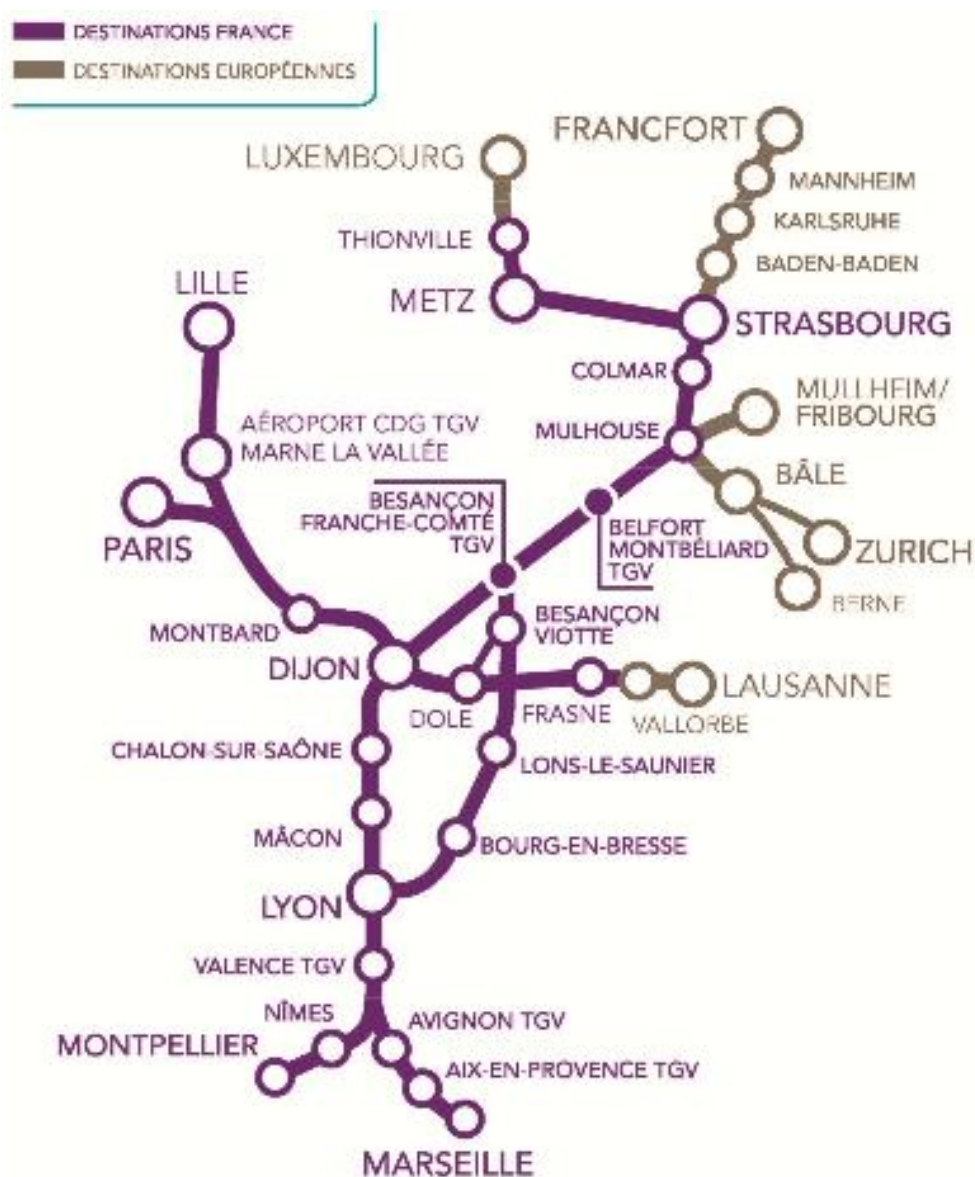 DESTINATIONS FRANCE
DESTINATIONS EUROPÉENNES
FRANCFORT
LUXEMBOURG
MANNHEIM
KARLSRUHE
THIONVILLE
BADEN-BADEN
LILLE
METZ
STRASBOURG
COLMAR
MULLHEIM/
FRIBOURG
AÉROPORT CDG TGV
MARNE LA VALLÉE
MULHOUSE
BÂLE
BESANÇON
FRANCHE-COMTÉ
TGV
PARIS
BELFORT
MONTBÉLIARD
TGV
ZURICH
BERNE
BESANÇON
VIOTTE
MONTBARD
DIJON
LAUSANNE
DOLE
FRASNE
VALLORBE
CHALON-SUR-SAÔNE
LONS-LE-SAUNIER
MÂCON
BOURG-EN-BRESSE
LYON
VALENCE TGV
NÎMES
AVIGNON TGV
MONTPELLIER
AIX-EN-PROVENCE TGV
MARSEILLE